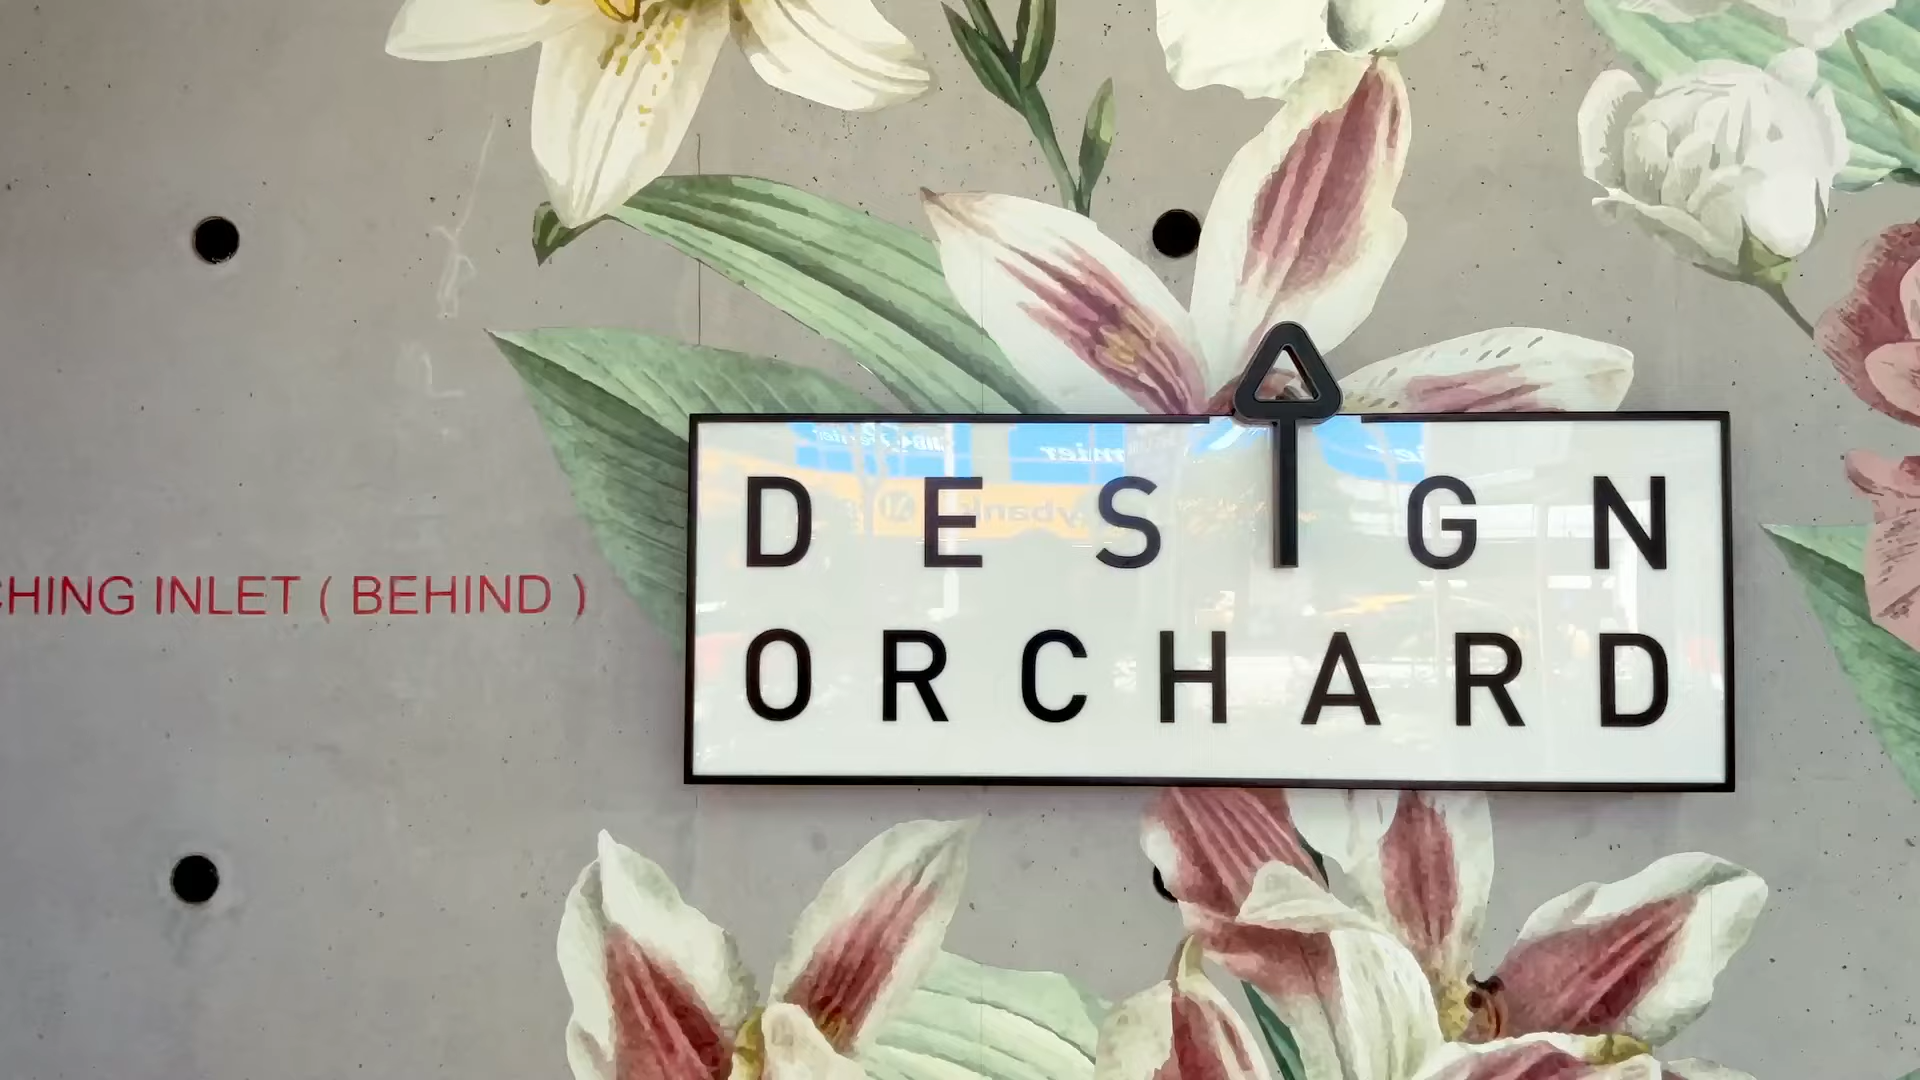 CHING INLET ( BEHIND )
DESIGN
ORCHARD